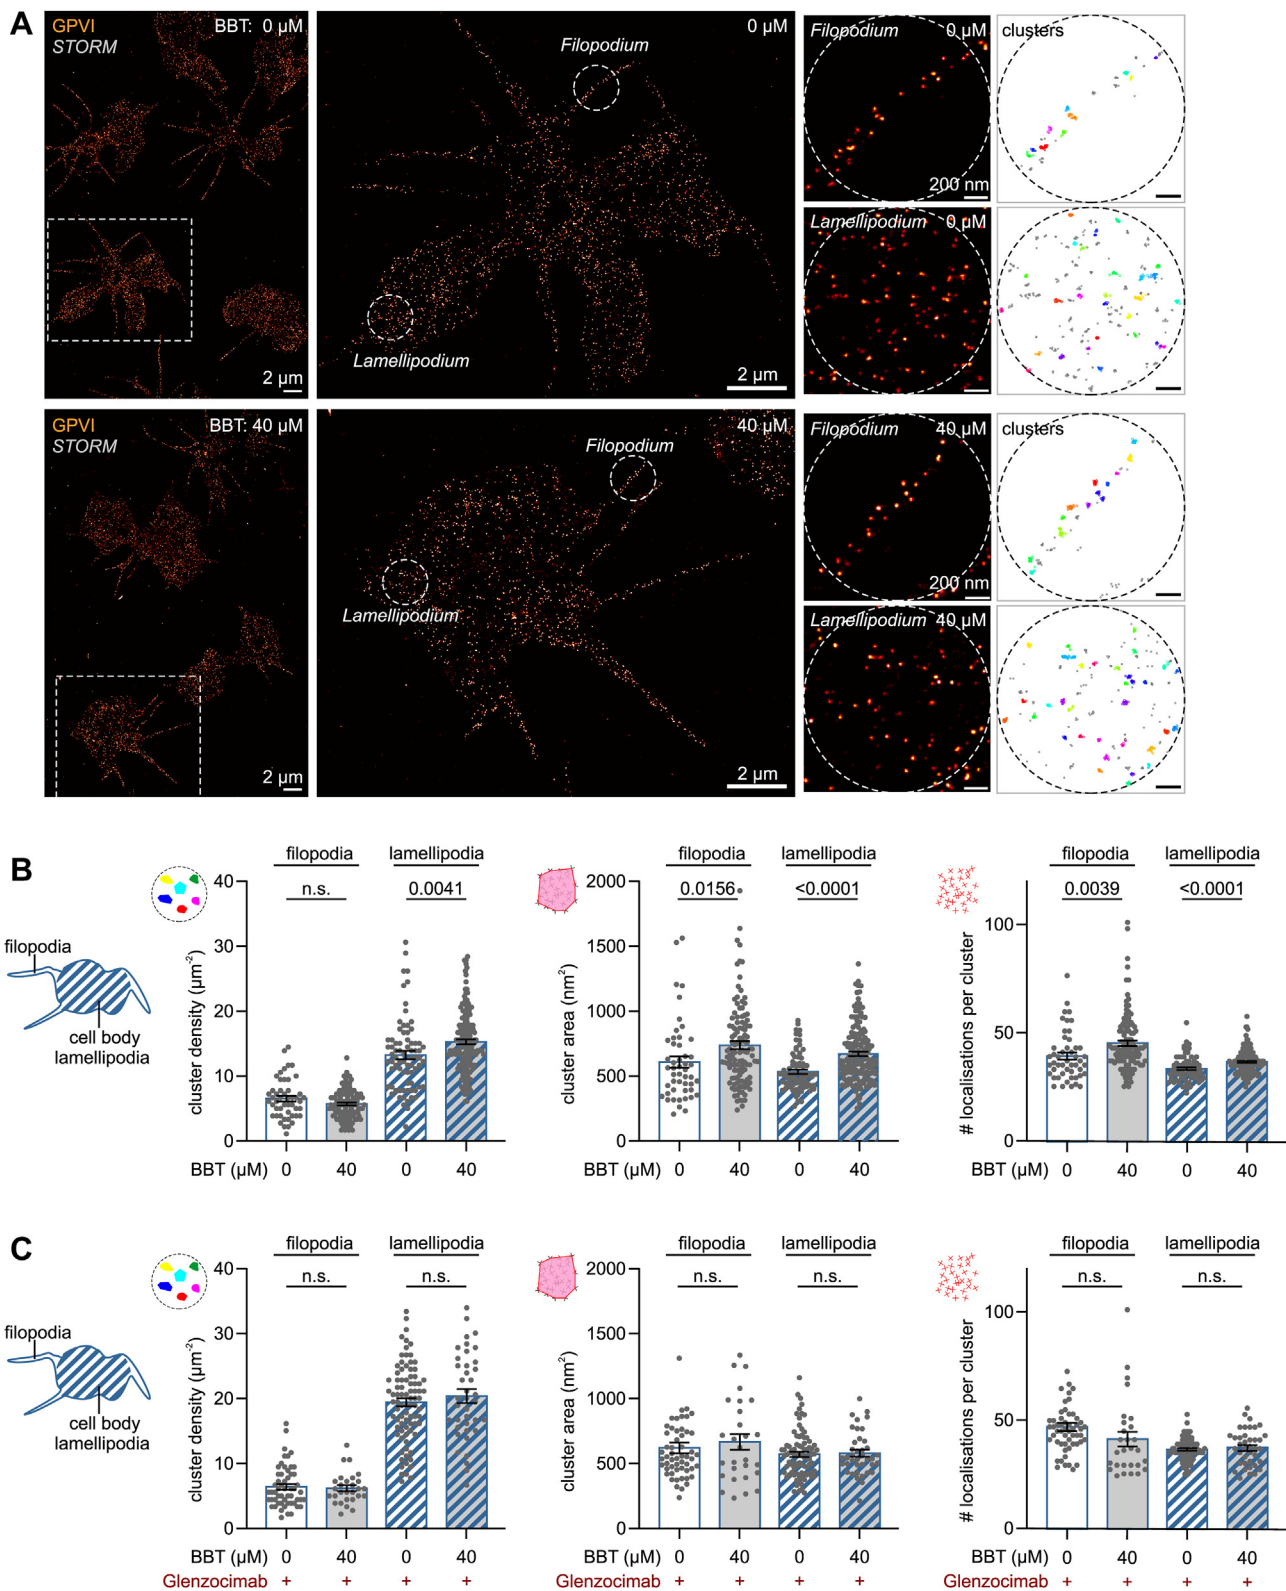 A
GPVI BBT: 0 µM
STORM
2 µm
0 µM
Filopodium
Lamellipodium
2 µm
Filopodium 0 µM
200 nm
clusters
Lamellipodium 0 µM
GPVI BBT: 40 µM
STORM
2 µm
40 µM
Filopodium
Lamellipodium
2 µm
Filopodium 40 µM
200 nm
clusters
Lamellipodium 40 µM
B
filopodia
cell body
lamellipodia
filopodia lamellipodia
n.s. 0.0041
cluster density (µm⁻²)
40
30
20
10
0
BBT (µM) 0 40 0 40
filopodia lamellipodia
0.0156 <0.0001
cluster area (nm²)
2000
1500
1000
500
0
BBT (µM) 0 40 0 40
filopodia lamellipodia
0.0039 <0.0001
# localisations per cluster
100
50
0
BBT (µM) 0 40 0 40
C
filopodia
cell body
lamellipodia
filopodia lamellipodia
n.s. n.s.
cluster density (µm⁻²)
40
30
20
10
0
BBT (µM) 0 40 0 40
Glenzocimab + + + +
filopodia lamellipodia
n.s. n.s.
cluster area (nm²)
2000
1500
1000
500
0
BBT (µM) 0 40 0 40
Glenzocimab + + + +
filopodia lamellipodia
n.s. n.s.
# localisations per cluster
100
50
0
BBT (µM) 0 40 0 40
Glenzocimab + + + +